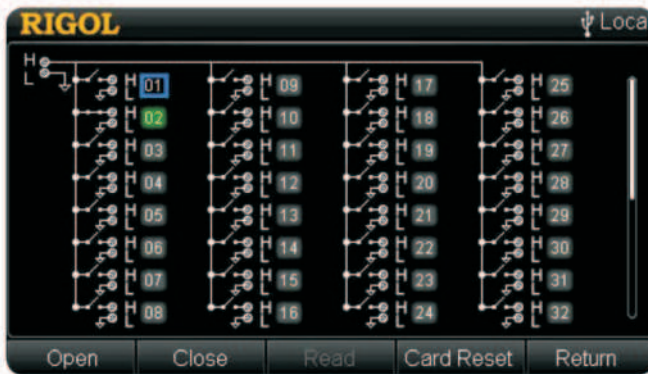 RIGOL Loca
H
L
H 01 H 09 H 17 H 25
L L L L
H 02 H 10 H 18 H 26
L L L L
H 03 H 11 H 19 H 27
L L L L
H 04 H 12 H 20 H 28
L L L L
H 05 H 13 H 21 H 29
L L L L
H 06 H 14 H 22 H 30
L L L L
H 07 H 15 H 23 H 31
L L L L
H 08 H 16 H 24 H 32
L L L L
Open Close Read Card Reset Return